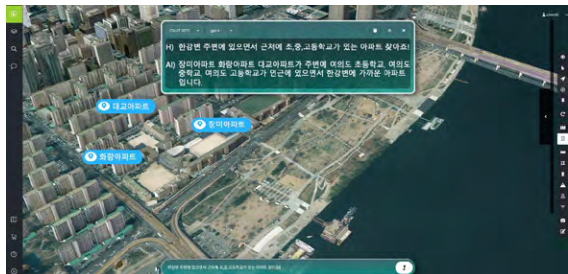 H) 한강변 주변에 있으면서 근저에 초,중,고등학교가 있는 아파트 찾아죠!
AI) 장미아파트 화랑아파트 대교아파트가 주변에 여의도 초등학교, 여의도
중학교, 여의도 고등학교가 인근에 있으면서 한강변에 가까운 아파트
입니다.
대교아파트
장미아파트
화랑아파트